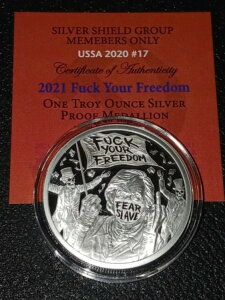 SILVER SHIELD GROUP
MEMEBERS ONLY
USSA 2020 #17
Certificate of Authenticity
2021 Fuck Your Freedom
ONE TROY OUNCE SILVER
PROOF MEDALLION
FUCK
YOUR
FREEDOM
FEAR
SLAVE